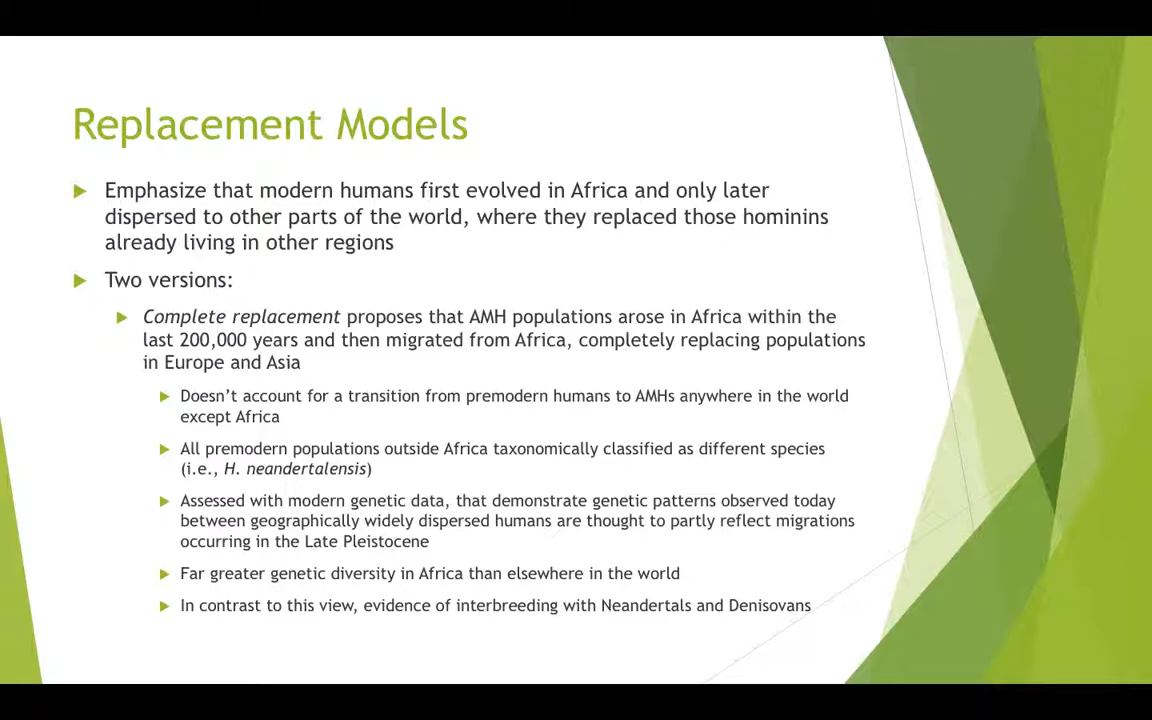 Replacement Models
Emphasize that modern humans first evolved in Africa and only later
dispersed to other parts of the world, where they replaced those hominins
already living in other regions
Two versions:
Complete replacement proposes that AMH populations arose in Africa within the
last 200,000 years and then migrated from Africa, completely replacing populations
in Europe and Asia
Doesn't account for a transition from premodern humans to AMHs anywhere in the world
except Africa
All premodern populations outside Africa taxonomically classified as different species
(i.e., H. neandertalensis)
Assessed with modern genetic data, that demonstrate genetic patterns observed today
between geographically widely dispersed humans are thought to partly reflect migrations
occurring in the Late Pleistocene
Far greater genetic diversity in Africa than elsewhere in the world
In contrast to this view, evidence of interbreeding with Neandertals and Denisovans